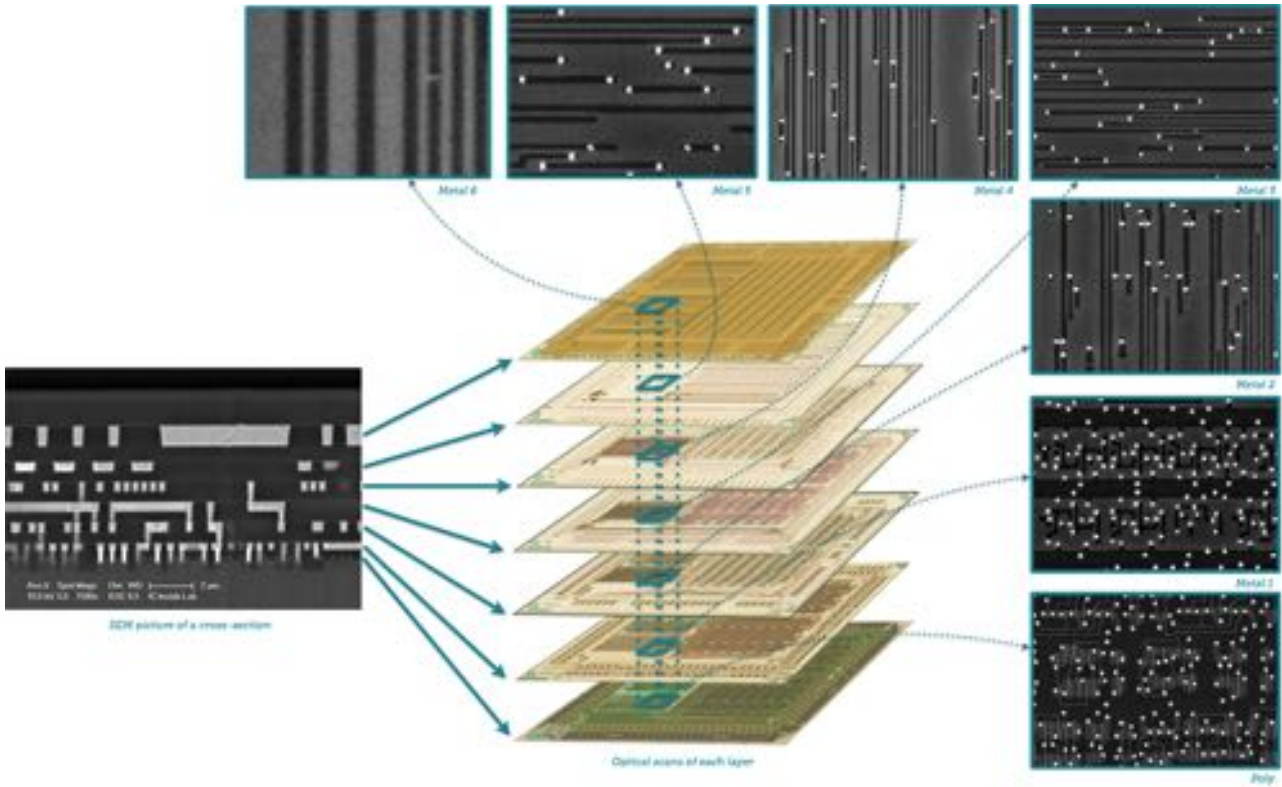 Metal 6
Metal 5
Metal 4
Metal 3
Metal 2
Metal 1
SEM picture of a cross-section
Optical scans of each layer
Poly